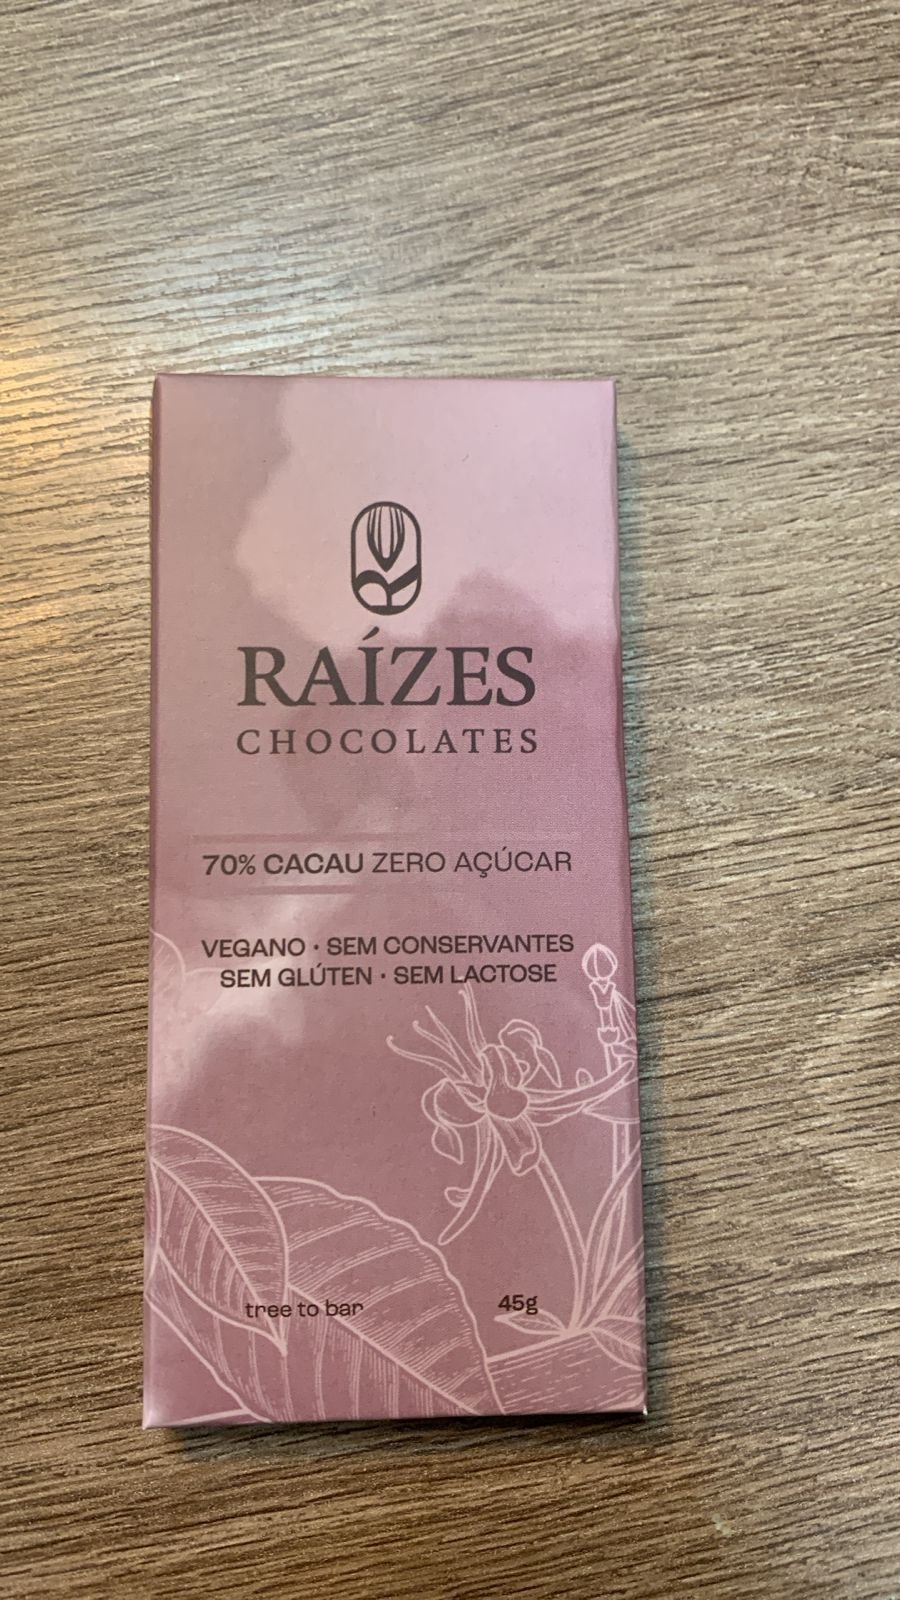 RAÍZES
CHOCOLATES
70% CACAU ZERO AÇÚCAR
VEGANO · SEM CONSERVANTES
SEM GLÚTEN · SEM LACTOSE
tree to bar
45g